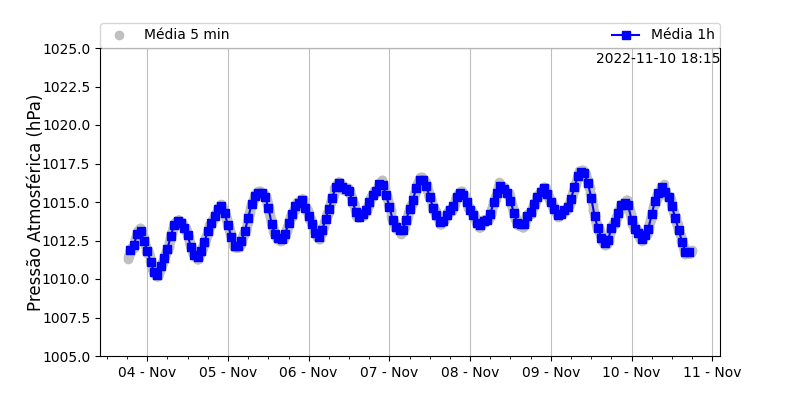 Média 5 min
Média 1h
2022-11-10 18:15
Pressão Atmosférica (hPa)
1025.0
1022.5
1020.0
1017.5
1015.0
1012.5
1010.0
1007.5
1005.0
04 - Nov
05 - Nov
06 - Nov
07 - Nov
08 - Nov
09 - Nov
10 - Nov
11 - Nov